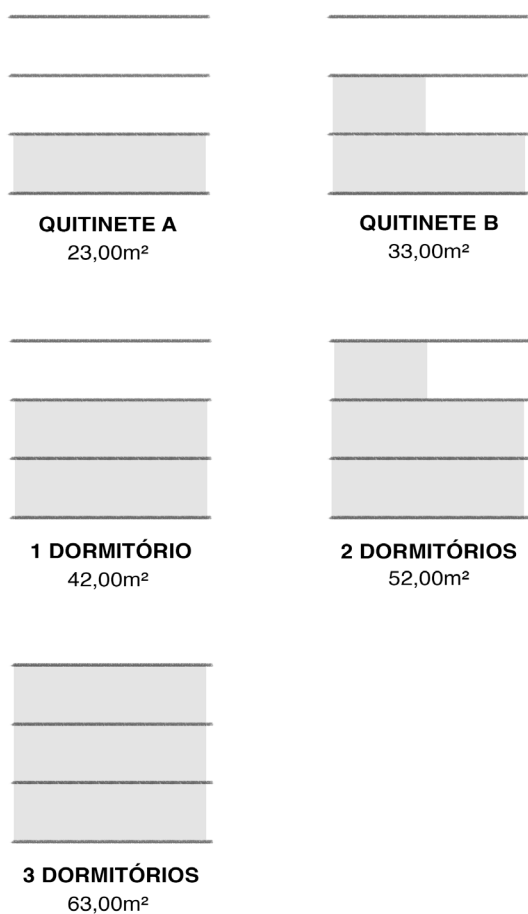 QUITINETE A
23,00m²
QUITINETE B
33,00m²
1 DORMITÓRIO
42,00m²
2 DORMITÓRIOS
52,00m²
3 DORMITÓRIOS
63,00m²